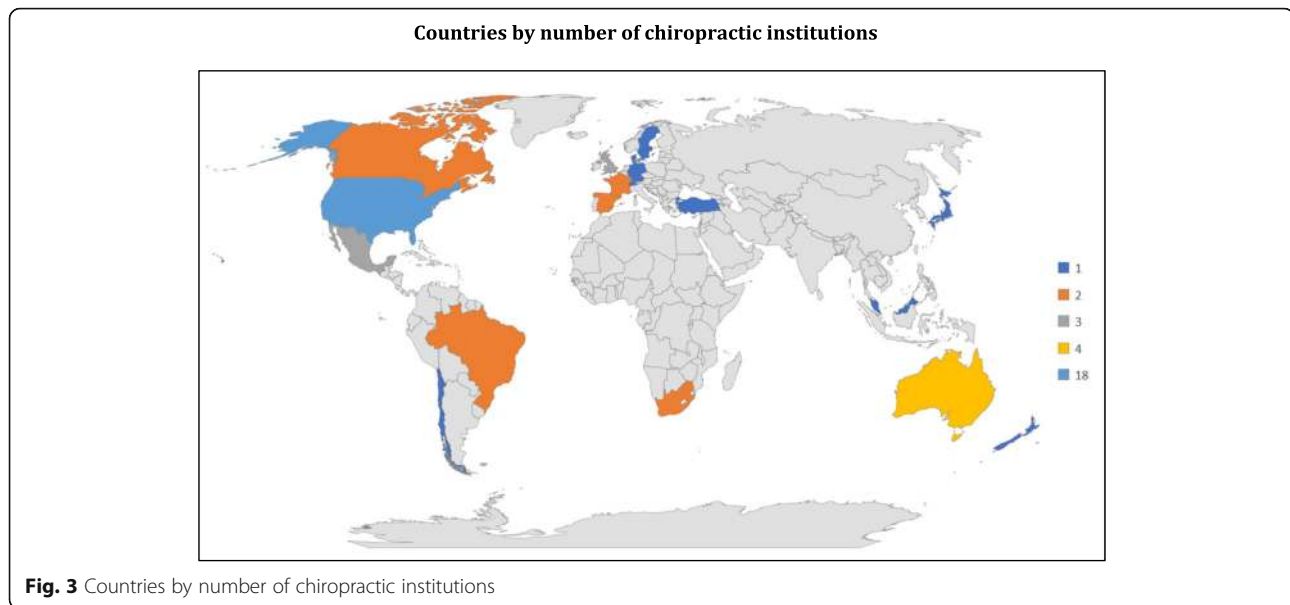 Countries by number of chiropractic institutions
1
2
3
4
18
Fig. 3 Countries by number of chiropractic institutions